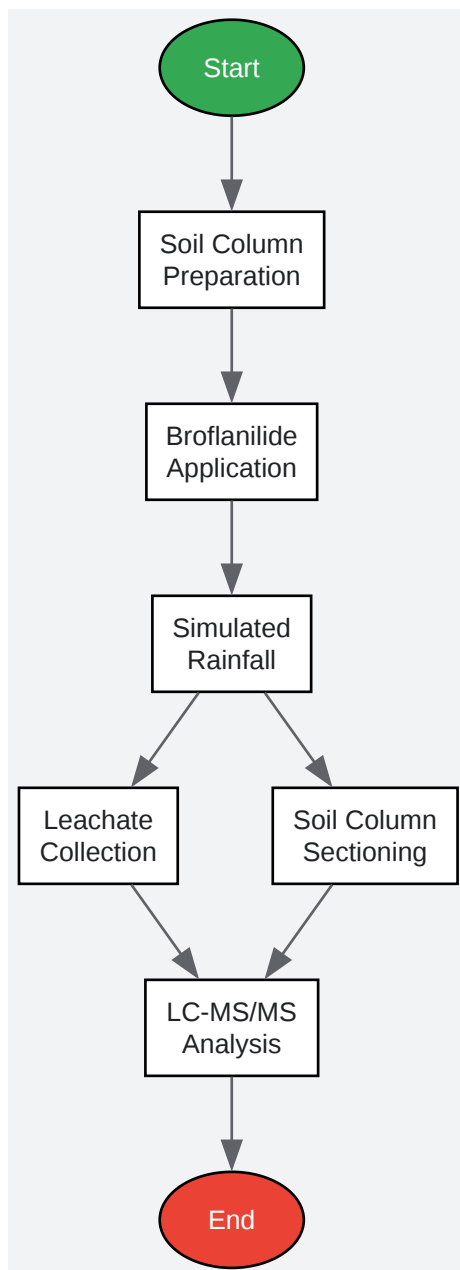 Start
Soil Column
Preparation
Broflanilide
Application
Simulated
Rainfall
Leachate
Collection
Soil Column
Sectioning
LC-MS/MS
Analysis
End